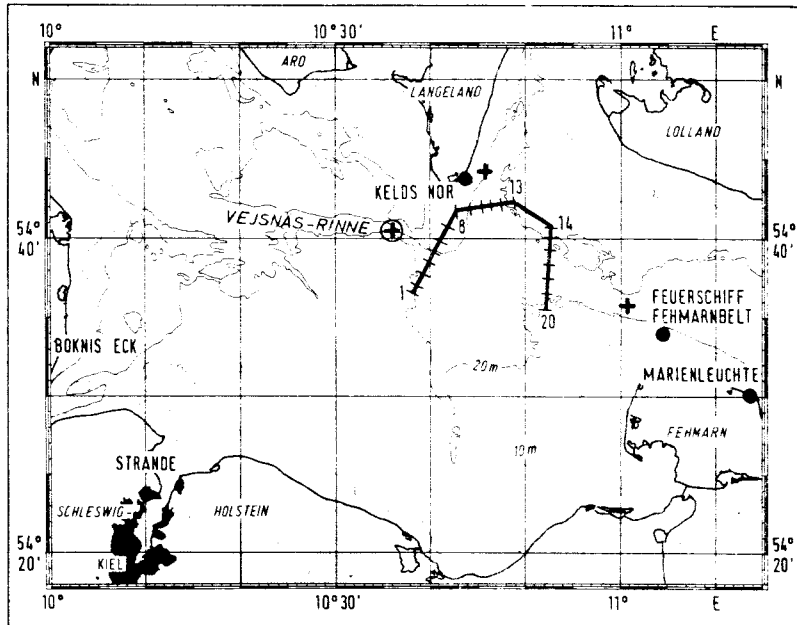 10° 10°30' 11° E
N N
ARO
LANGELAND
LOLLAND
KELDS NOR
13
VEJSNAS-RINNE
8
14
54°
40'
54°
40'
1
20
FEUERSCHIFF
FEHMARNBELT
BOKNIS ECK
20m
MARIENLEUCHTE
FEHMARN
10m
STRANDE
SCHLESWIG-
HOLSTEIN
KIEL
54°
20'
54°
20'
10° 10°30' 11° E